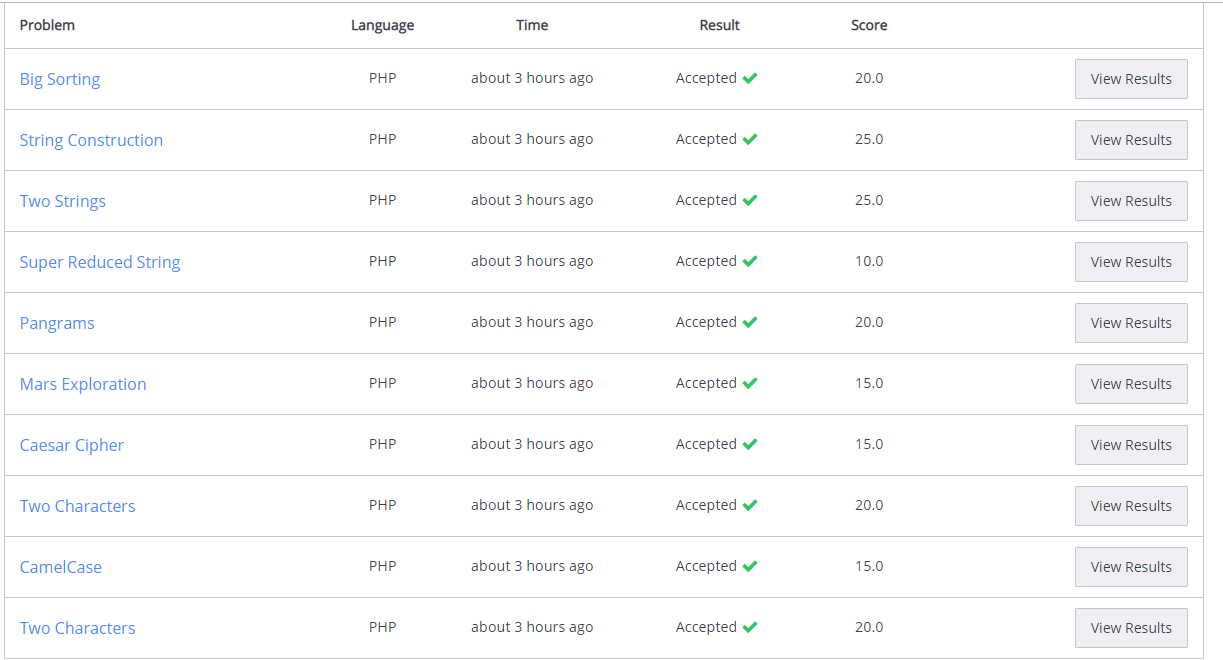 Problem Language Time Result Score
Big Sorting PHP about 3 hours ago Accepted 20.0 View Results
String Construction PHP about 3 hours ago Accepted 25.0 View Results
Two Strings PHP about 3 hours ago Accepted 25.0 View Results
Super Reduced String PHP about 3 hours ago Accepted 10.0 View Results
Pangrams PHP about 3 hours ago Accepted 20.0 View Results
Mars Exploration PHP about 3 hours ago Accepted 15.0 View Results
Caesar Cipher PHP about 3 hours ago Accepted 15.0 View Results
Two Characters PHP about 3 hours ago Accepted 20.0 View Results
CamelCase PHP about 3 hours ago Accepted 15.0 View Results
Two Characters PHP about 3 hours ago Accepted 20.0 View Results